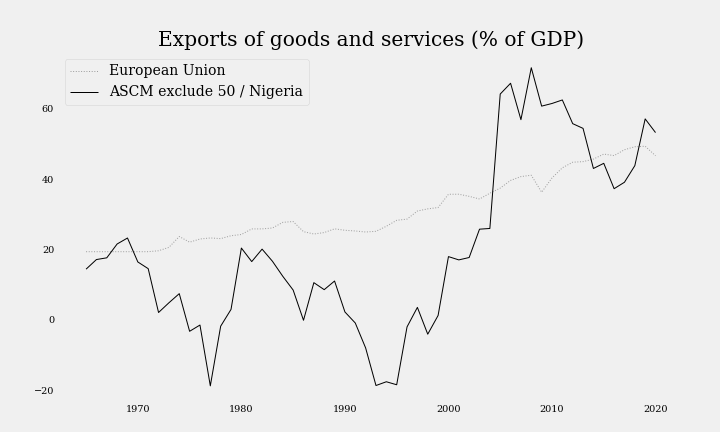 Exports of goods and services (% of GDP)
European Union
ASCM exclude 50 / Nigeria
60
40
20
0
−20
1970 1980 1990 2000 2010 2020